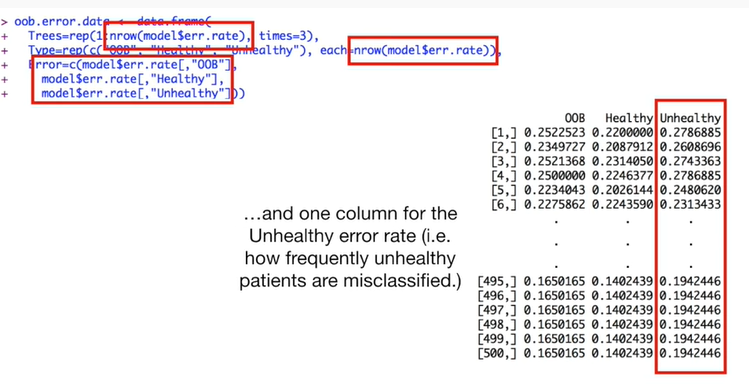 > oob.error.data <- data.frame(
+ Trees=rep(1:nrow(model$err.rate), times=3),
+ Type=rep(c("OOB", "Healthy", "Unhealthy"), each=nrow(model$err.rate)),
+ Error=c(model$err.rate[,"OOB"],
+ model$err.rate[,"Healthy"],
+ model$err.rate[,"Unhealthy"]))
OOB Healthy Unhealthy
[1,] 0.2522523 0.2200000 0.2786885
[2,] 0.2349727 0.2087912 0.2608696
[3,] 0.2521368 0.2314050 0.2743363
[4,] 0.2500000 0.2246377 0.2786885
[5,] 0.2234043 0.2026144 0.2480620
[6,] 0.2275862 0.2243590 0.2313433
. . .
. . .
. . .
[495,] 0.1650165 0.1402439 0.1942446
[496,] 0.1650165 0.1402439 0.1942446
[497,] 0.1650165 0.1402439 0.1942446
[498,] 0.1650165 0.1402439 0.1942446
[499,] 0.1650165 0.1402439 0.1942446
[500,] 0.1650165 0.1402439 0.1942446
…and one column for the
Unhealthy error rate (i.e.
how frequently unhealthy
patients are misclassified.)